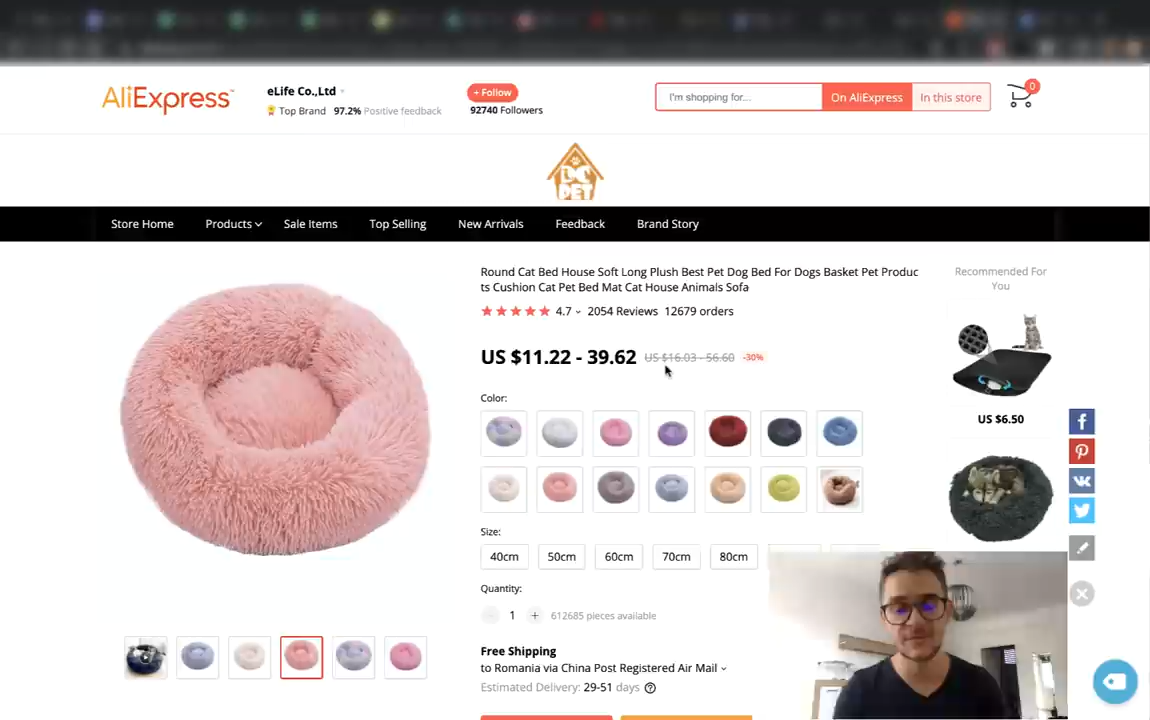 AliExpress™
eLife Co.,Ltd
Top Brand 97.2% Positive feedback
+ Follow
92740 Followers
I'm shopping for...
On AliExpress
In this store
0
DC
PET
Store Home
Products
Sale Items
Top Selling
New Arrivals
Feedback
Brand Story
Round Cat Bed House Soft Long Plush Best Pet Dog Bed For Dogs Basket Pet Produc
ts Cushion Cat Pet Bed Mat Cat House Animals Sofa
4.7 2054 Reviews 12679 orders
US $11.22 - 39.62 US $16.03 - 56.60 -30%
Color:
Size:
40cm 50cm 60cm 70cm 80cm
Quantity:
1 + 612685 pieces available
Free Shipping
to Romania via China Post Registered Air Mail
Estimated Delivery: 29-51 days
Recommended For
You
US $6.50